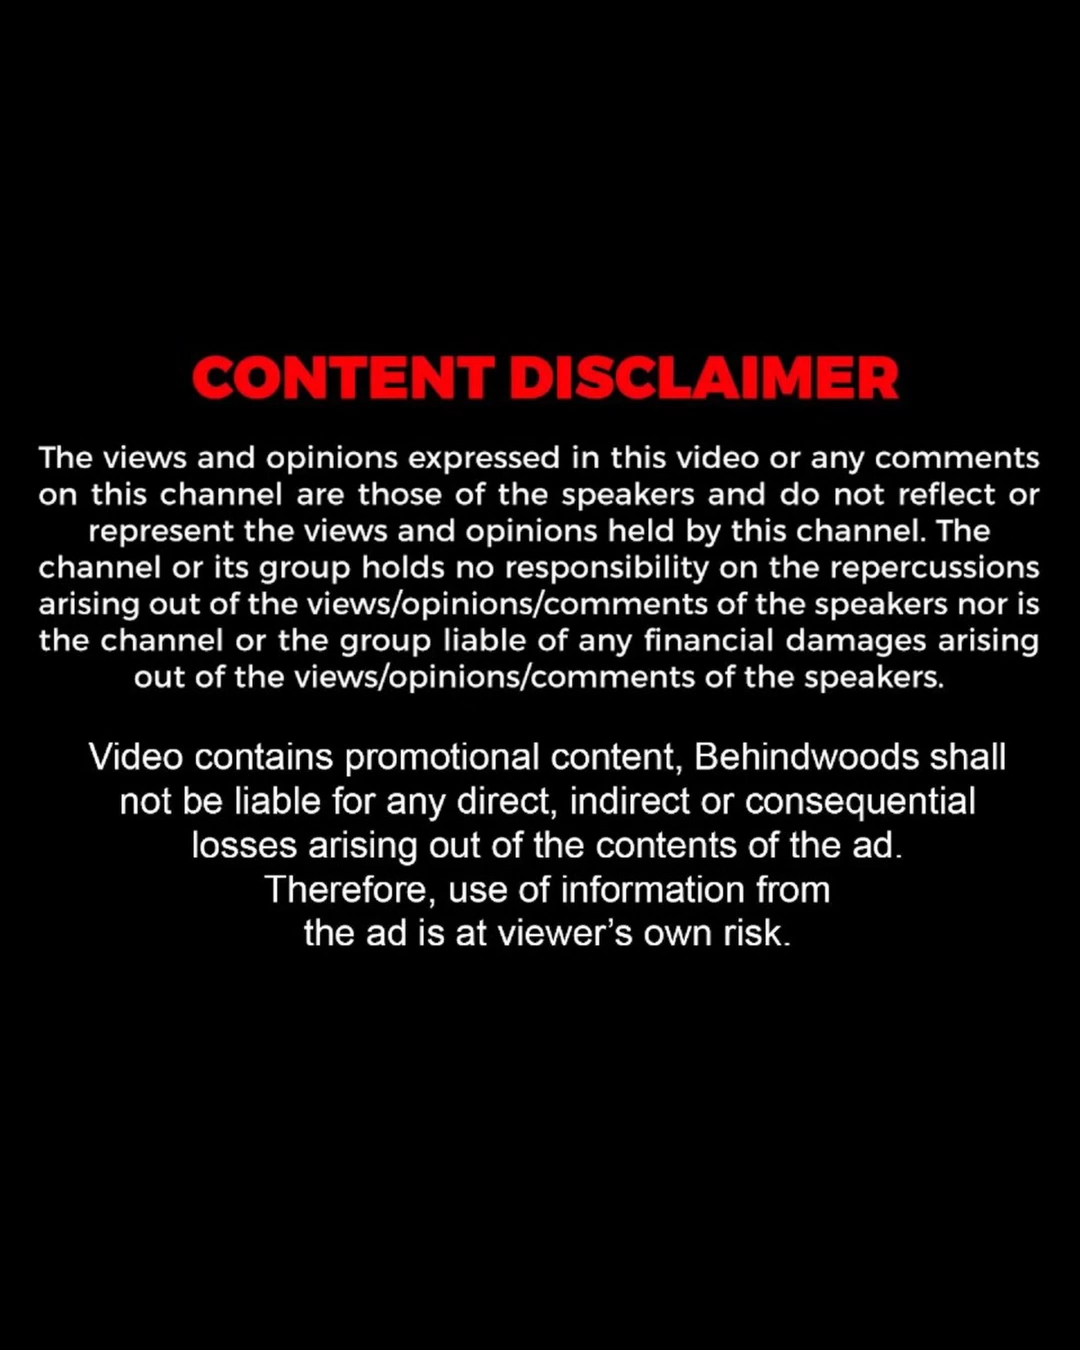 CONTENT DISCLAIMER
The views and opinions expressed in this video or any comments
on this channel are those of the speakers and do not reflect or
represent the views and opinions held by this channel. The
channel or its group holds no responsibility on the repercussions
arising out of the views/opinions/comments of the speakers nor is
the channel or the group liable of any financial damages arising
out of the views/opinions/comments of the speakers.
Video contains promotional content, Behindwoods shall
not be liable for any direct, indirect or consequential
losses arising out of the contents of the ad.
Therefore, use of information from
the ad is at viewer’s own risk.